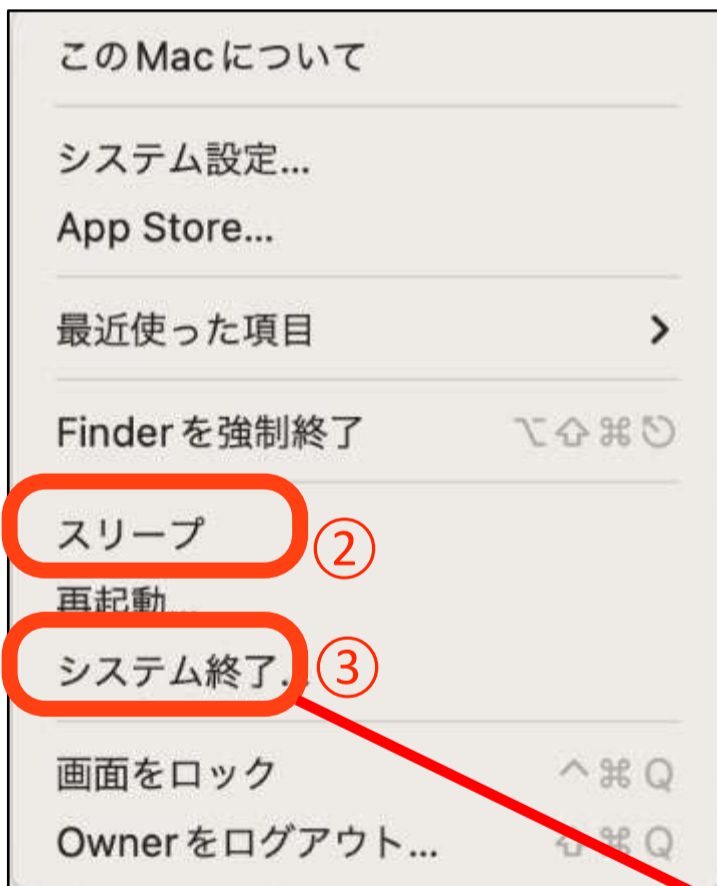 このMacについて
システム設定...
App Store...
最近使った項目 >
Finderを強制終了 ⌥⇧⌘⎋
スリープ ②
再起動...
システム終了... ③
画面をロック ^⌘Q
Ownerをログアウト... ⇧⌘Q